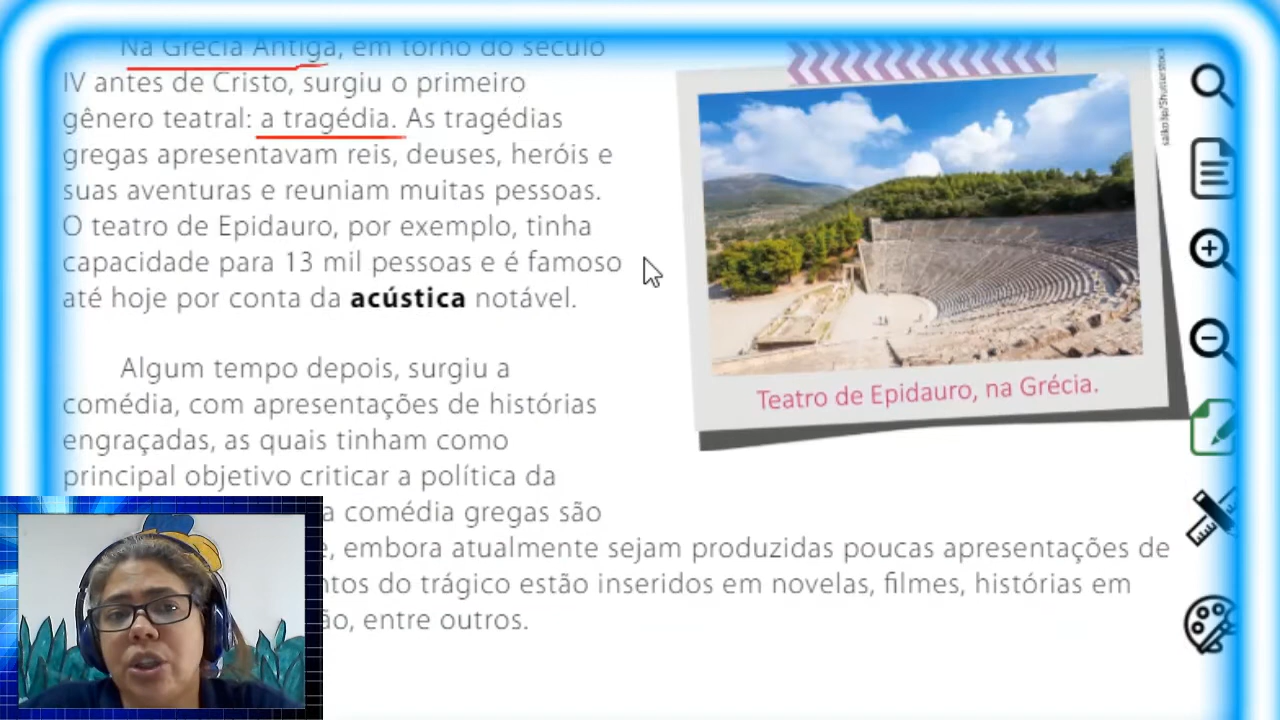 Na Grécia Antiga, em torno do século
IV antes de Cristo, surgiu o primeiro
gênero teatral: a tragédia. As tragédias
gregas apresentavam reis, deuses, heróis e
suas aventuras e reuniam muitas pessoas.
O teatro de Epidauro, por exemplo, tinha
capacidade para 13 mil pessoas e é famoso
até hoje por conta da acústica notável.
Algum tempo depois, surgiu a
comédia, com apresentações de histórias
engraçadas, as quais tinham como
principal objetivo criticar a política da
a comédia gregas são
e, embora atualmente sejam produzidas poucas apresentações de
ntos do trágico estão inseridos em novelas, filmes, histórias em
ão, entre outros.
Teatro de Epidauro, na Grécia.